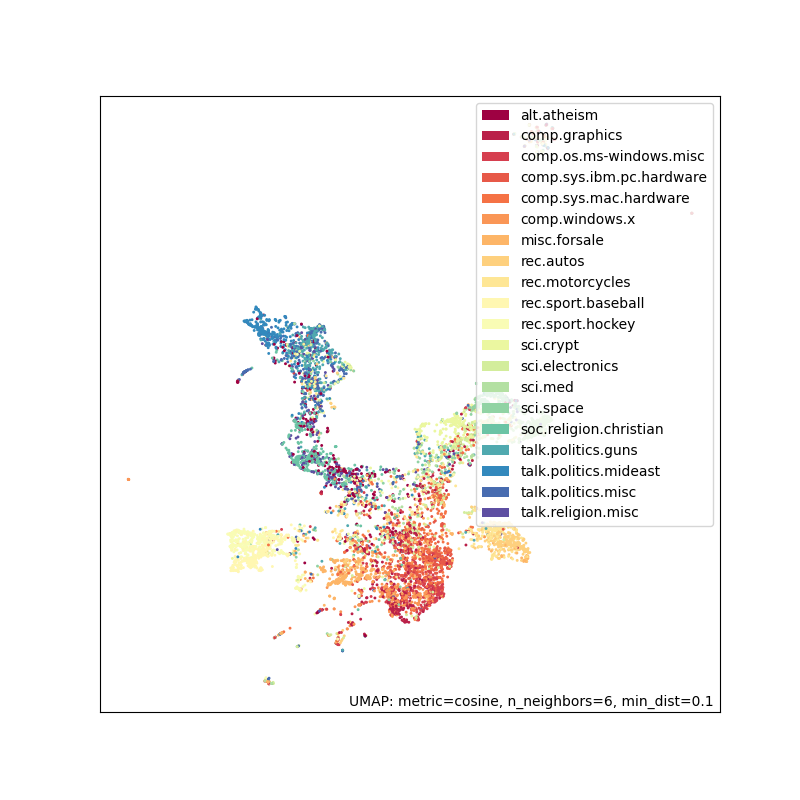 alt.atheism
comp.graphics
comp.os.ms-windows.misc
comp.sys.ibm.pc.hardware
comp.sys.mac.hardware
comp.windows.x
misc.forsale
rec.autos
rec.motorcycles
rec.sport.baseball
rec.sport.hockey
sci.crypt
sci.electronics
sci.med
sci.space
soc.religion.christian
talk.politics.guns
talk.politics.mideast
talk.politics.misc
talk.religion.misc
UMAP: metric=cosine, n_neighbors=6, min_dist=0.1